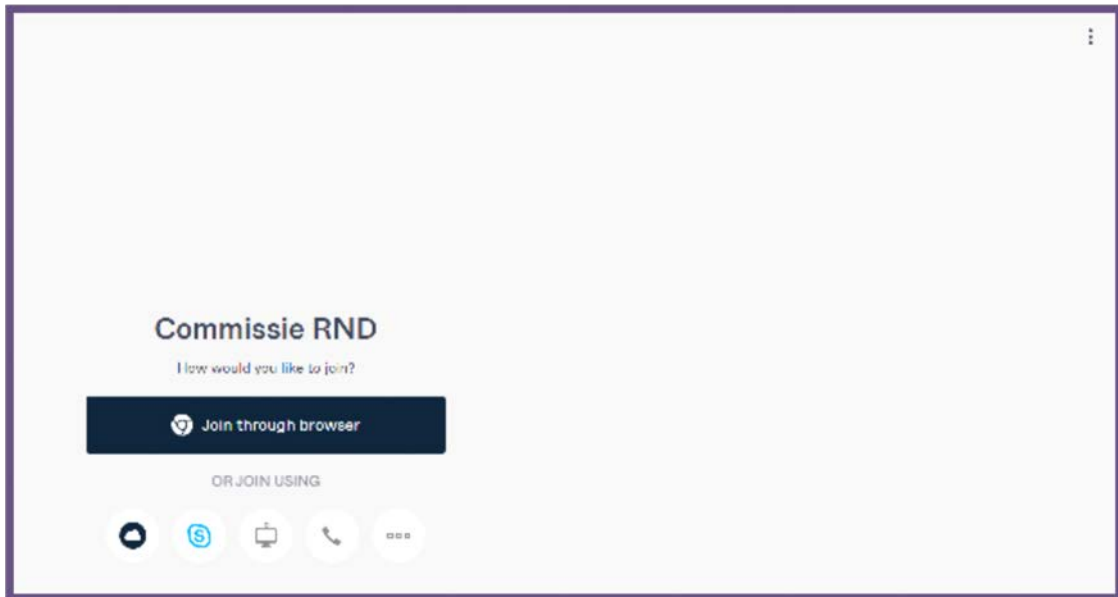 Commissie RND
How would you like to join?
Join through browser
OR JOIN USING